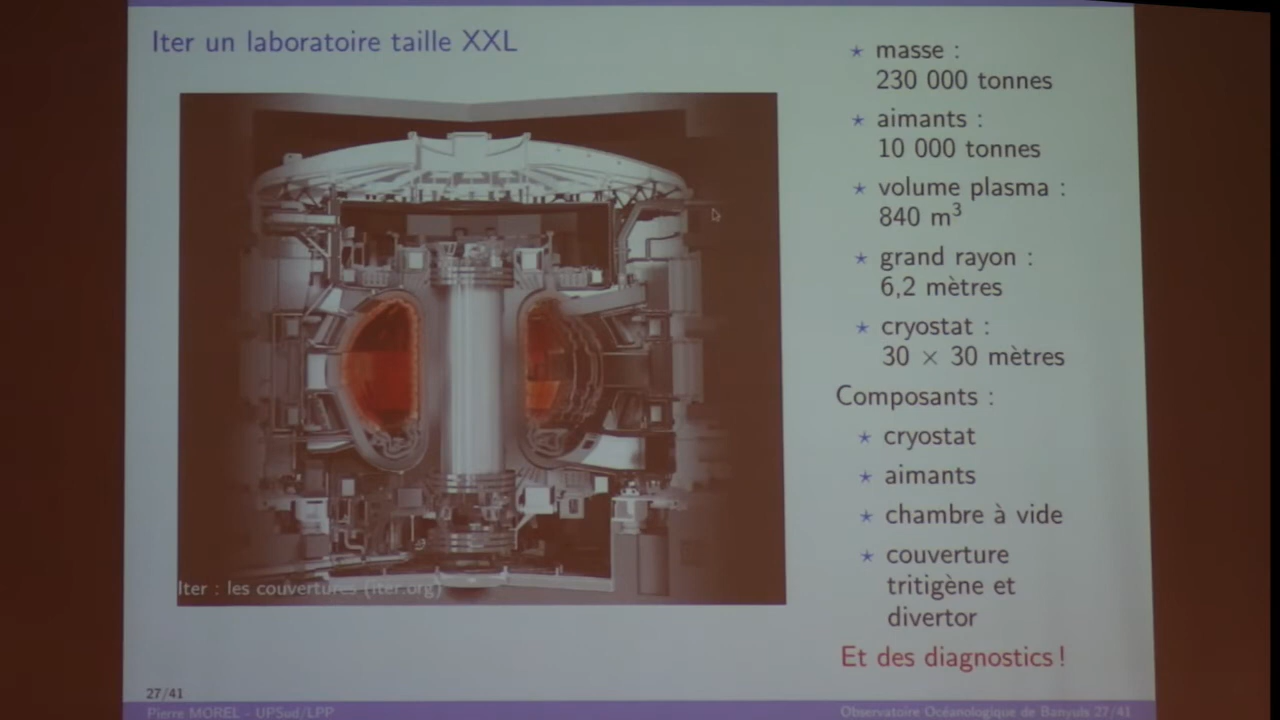 Iter un laboratoire taille XXL
Iter : les couvertures (iter.org)
⋆ masse :
230 000 tonnes
⋆ aimants :
10 000 tonnes
⋆ volume plasma :
840 m³
⋆ grand rayon :
6,2 mètres
⋆ cryostat :
30 × 30 mètres
Composants :
⋆ cryostat
⋆ aimants
⋆ chambre à vide
⋆ couverture
tritigène et
divertor
Et des diagnostics !
27/41
Pierre MOREL - UPSud/LPP
Observatoire Océanologique de Banyuls 27/41